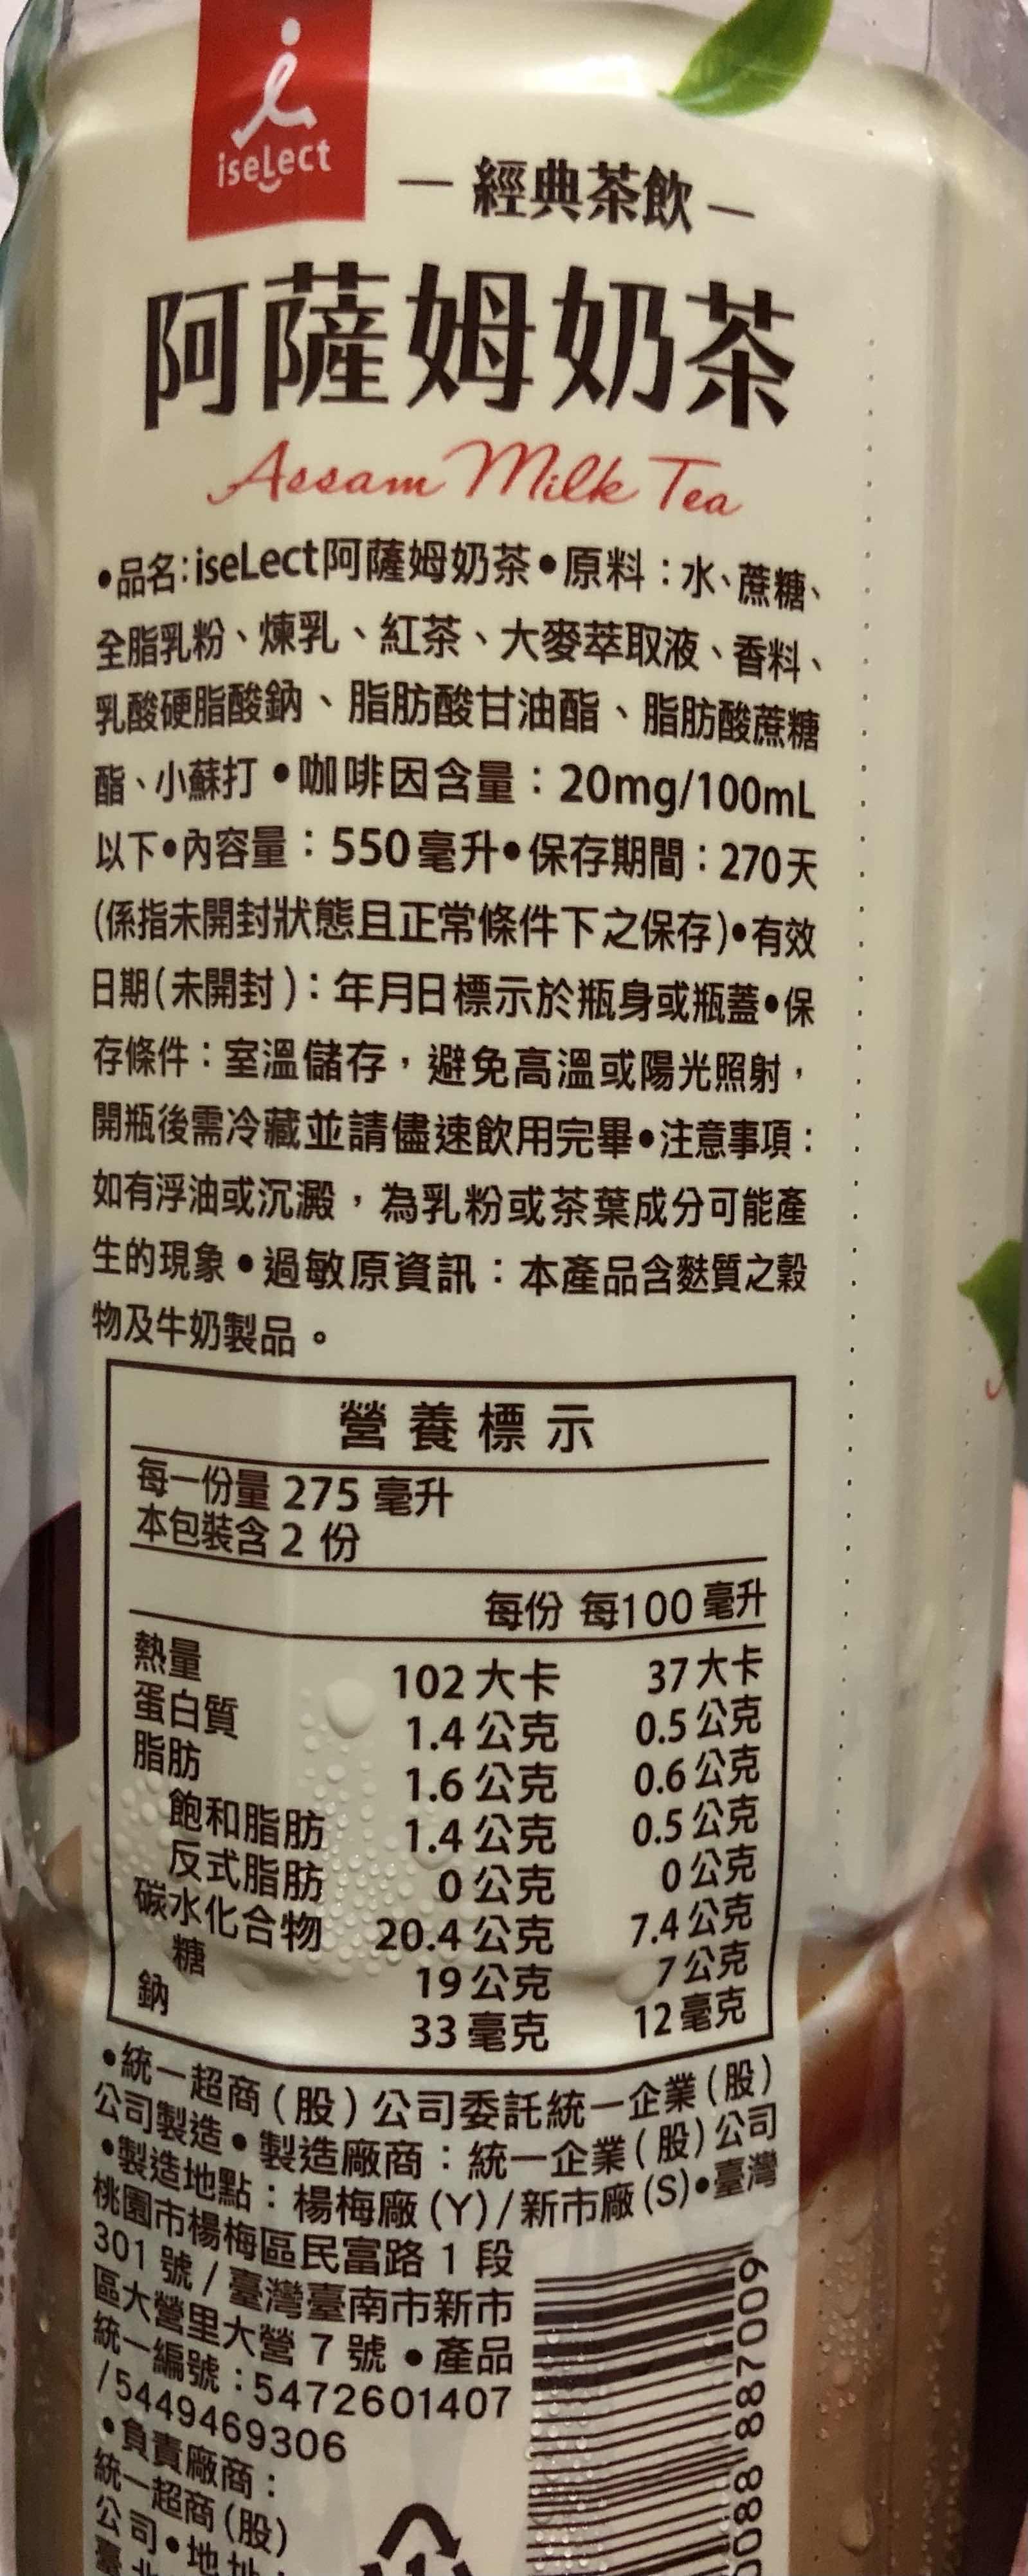 iseLect
經典茶飲
阿薩姆奶茶
Assam Milk Tea
•品名:iseLect阿薩姆奶茶•原料：水、蔗糖、
全脂乳粉、煉乳、紅茶、大麥萃取液、香料、
乳酸硬脂酸鈉、脂肪酸甘油酯、脂肪酸蔗糖
酯、小蘇打•咖啡因含量：20mg/100mL
以下•內容量：550毫升•保存期間：270天
(係指未開封狀態且正常條件下之保存)•有效
日期(未開封)：年月日標示於瓶身或瓶蓋•保
存條件：室溫儲存，避免高溫或陽光照射，
開瓶後需冷藏並請儘速飲用完畢•注意事項：
如有浮油或沉澱，為乳粉或茶葉成分可能產
生的現象•過敏原資訊：本產品含麩質之穀
物及牛奶製品。
營養標示
每一份量 275 毫升
本包裝含 2 份
每份 每100毫升
熱量 102大卡 37大卡
蛋白質 1.4公克 0.5公克
脂肪 1.6公克 0.6公克
飽和脂肪 1.4公克 0.5公克
反式脂肪 0公克 0公克
碳水化合物 20.4公克 7.4公克
糖 19公克 7公克
鈉 33毫克 12毫克
•統一超商(股)公司委託統一企業(股)
公司製造•製造廠商：統一企業(股)公司
•製造地點：楊梅廠(Y)/新市廠(S)•臺灣
桃園市楊梅區民富路1段
301號/臺灣臺南市新市
區大營里大營7號•產品
統一編號：5472601407
/5449469306
•負責廠商：
統一超商(股)
公司•地址：
臺北
0088 887009